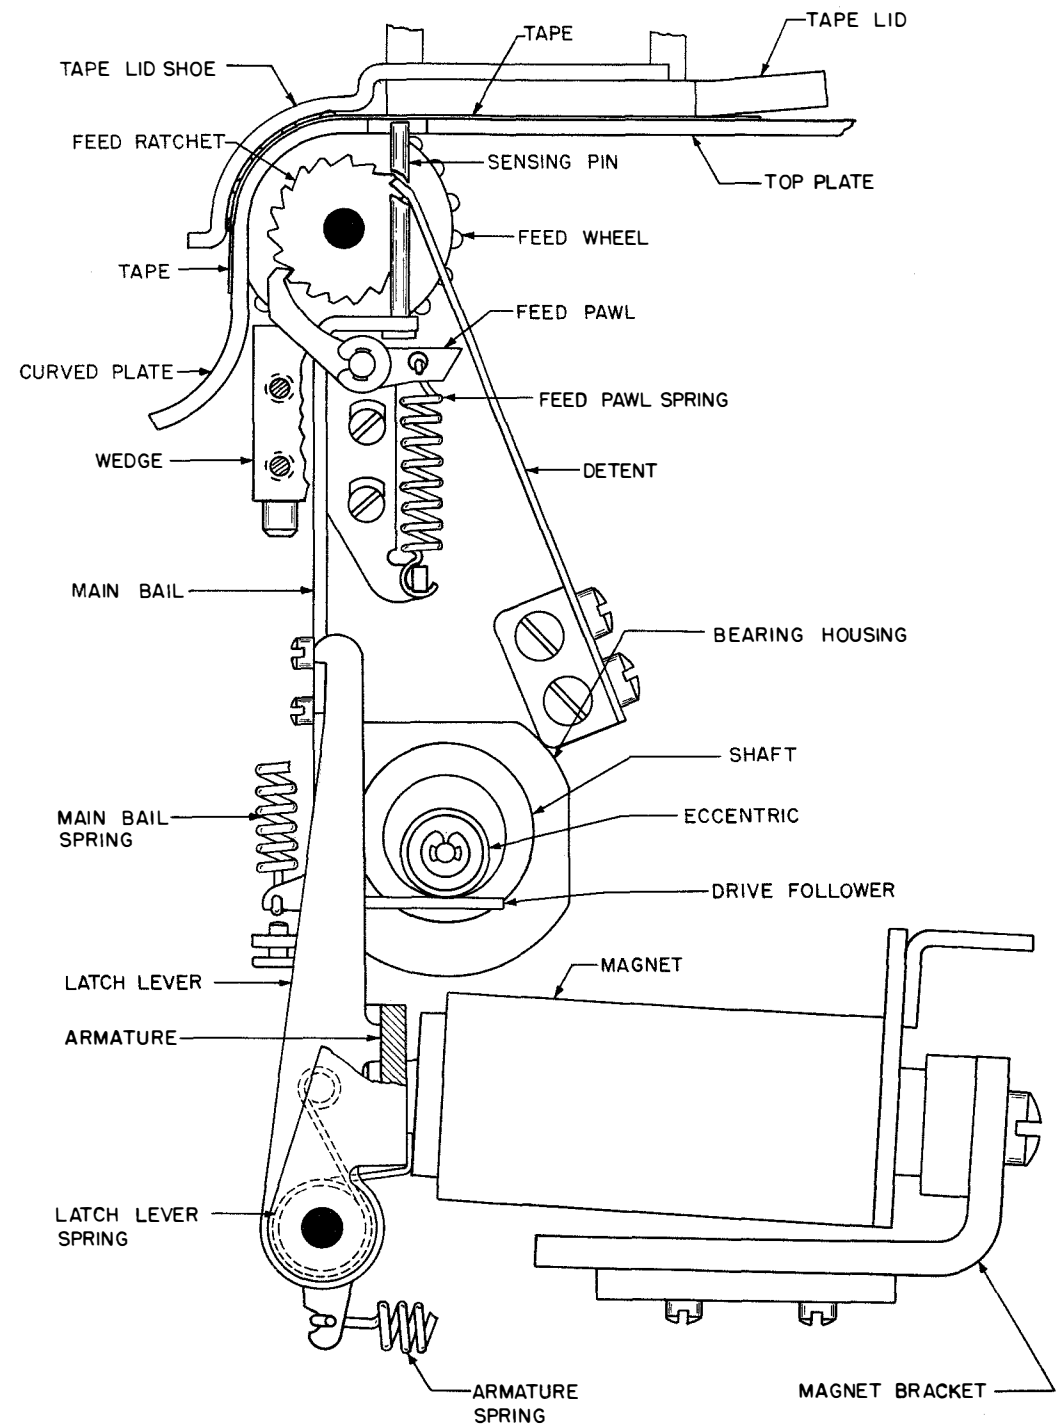 TAPE LID
TAPE
TAPE LID SHOE
FEED RATCHET
SENSING PIN
TOP PLATE
FEED WHEEL
TAPE
FEED PAWL
CURVED PLATE
FEED PAWL SPRING
WEDGE
DETENT
MAIN BAIL
BEARING HOUSING
SHAFT
MAIN BAIL
SPRING
ECCENTRIC
DRIVE FOLLOWER
MAGNET
LATCH LEVER
ARMATURE
LATCH LEVER
SPRING
ARMATURE
SPRING
MAGNET BRACKET